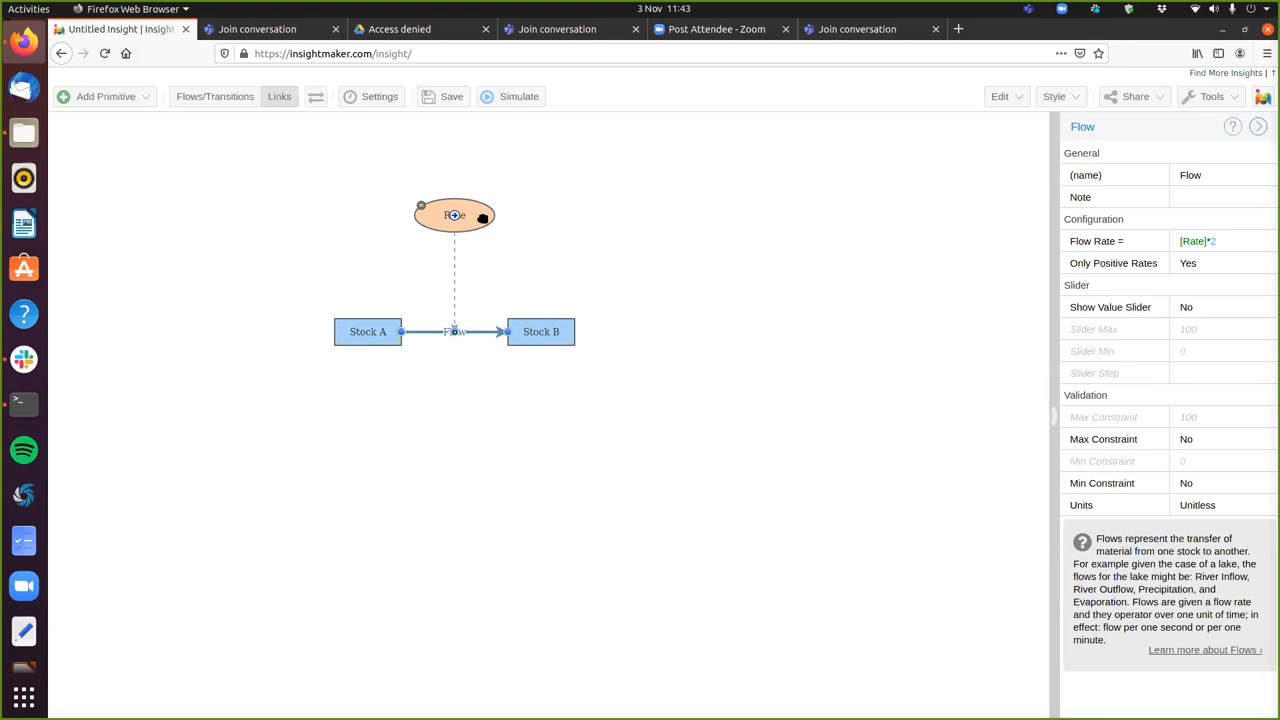 Activities
Firefox Web Browser
3 Nov 11:43
Untitled Insight | Insight
Join conversation
Access denied
Join conversation
Post Attendee - Zoom
Join conversation
https://insightmaker.com/insight/
Find More Insights |
Add Primitive
Flows/Transitions
Links
Settings
Save
Simulate
Edit
Style
Share
Tools
Rate
Stock A
Flow
Stock B
Flow
General
(name) Flow
Note
Configuration
Flow Rate = [Rate]*2
Only Positive Rates Yes
Slider
Show Value Slider No
Slider Max 100
Slider Min 0
Slider Step
Validation
Max Constraint 100
Max Constraint No
Min Constraint 0
Min Constraint No
Units Unitless
Flows represent the transfer of
material from one stock to another.
For example given the case of a lake, the
flows for the lake might be: River Inflow,
River Outflow, Precipitation, and
Evaporation. Flows are given a flow rate
and they operator over one unit of time; in
effect: flow per one second or per one
minute.
Learn more about Flows ›